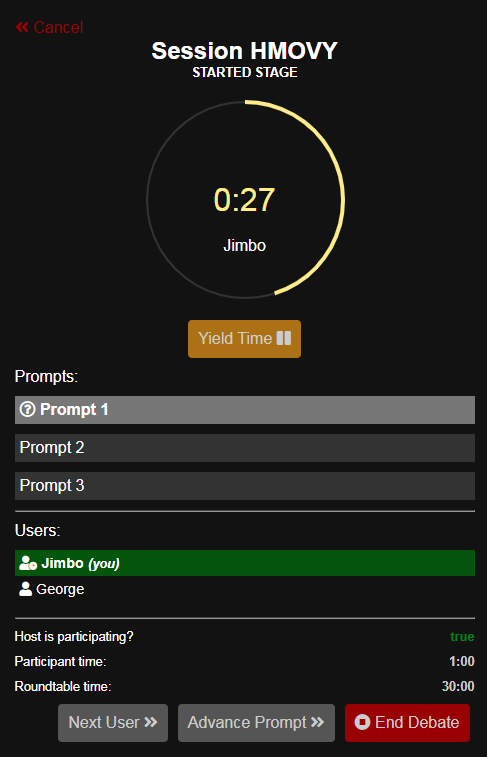 Cancel
Session HMOVY
STARTED STAGE
0:27
Jimbo
Yield Time
Prompts:
Prompt 1
Prompt 2
Prompt 3
Users:
Jimbo (you)
George
Host is participating? true
Participant time: 1:00
Roundtable time: 30:00
Next User Advance Prompt End Debate